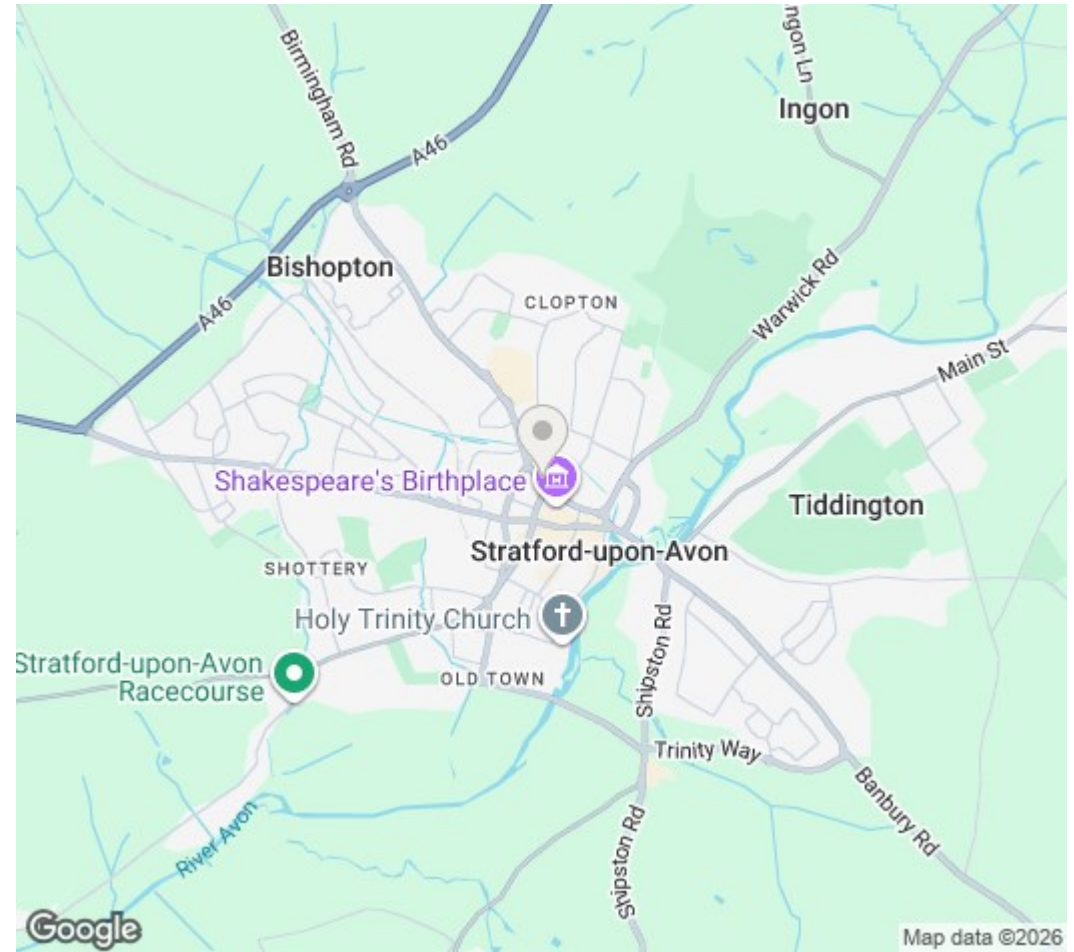 Birmingham Rd
A46
ngon Ln
Ingon
Bishopton
A46
CLOPTON
Warwick Rd
Main St
Shakespeare's Birthplace
Tiddington
Stratford-upon-Avon
SHOTTERY
Holy Trinity Church
Stratford-upon-Avon
Racecourse
OLD TOWN
Shipston Rd
Trinity Way
Banbury Rd
River Avon
Shipston Rd
Google
Map data ©2026